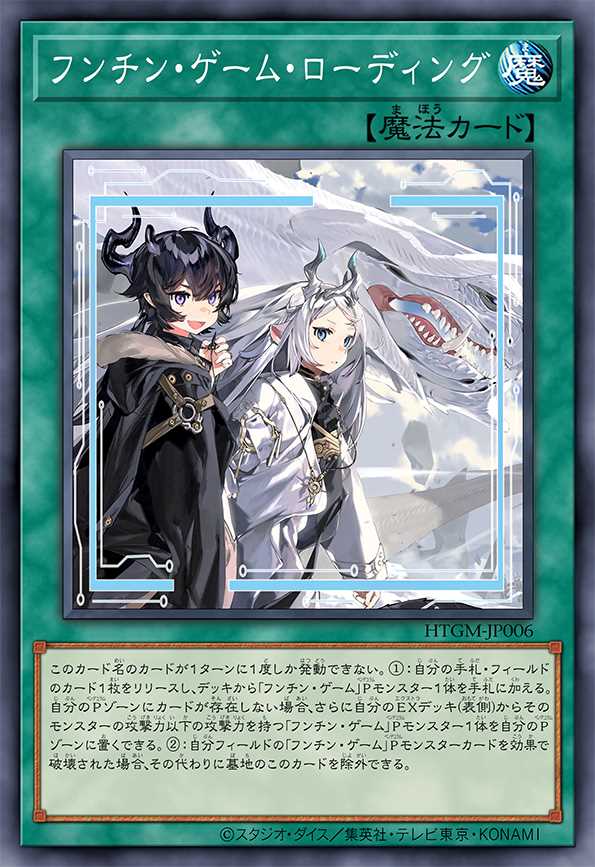 フンチン・ゲーム・ローディング
魔
【魔法カード】
HTGM-JP006
このカード名のカードが1ターンに1度しか発動できない。①:自分の手札・フィールド
のカード1枚をリリースし、デッキから「フンチン・ゲーム」Pモンスター1体を手札に加える。
自分のPゾーンにカードが存在しない場合、さらに自分のEXデッキ(表側)からその
モンスターの攻撃力以下の攻撃力を持つ「フンチン・ゲーム」Pモンスター1体を自分のP
ゾーンに置くできる。②:自分フィールドの「フンチン・ゲーム」Pモンスターカードを効果で
破壊された場合、その代わりに墓地のこのカードを除外できる。
©スタジオ・ダイス/集英社・テレビ東京・KONAMI